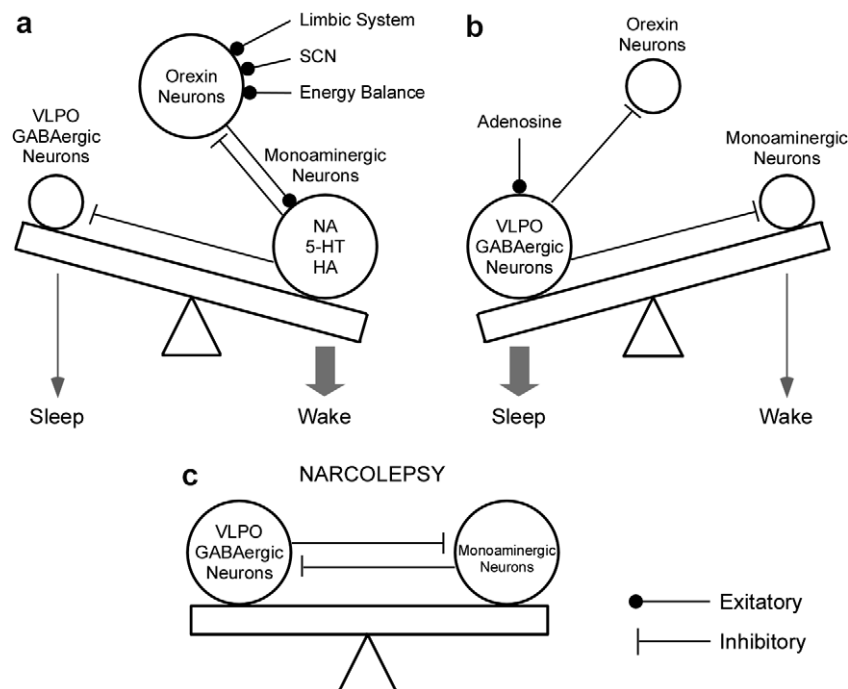 a
Limbic System
SCN
Energy Balance
Orexin
Neurons
VLPO
GABAergic
Neurons
Monoaminergic
Neurons
NA
5-HT
HA
Sleep
Wake
b
Orexin
Neurons
Adenosine
Monoaminergic
Neurons
VLPO
GABAergic
Neurons
Sleep
Wake
c
NARCOLEPSY
VLPO
GABAergic
Neurons
Monoaminergic
Neurons
Exitatory
Inhibitory